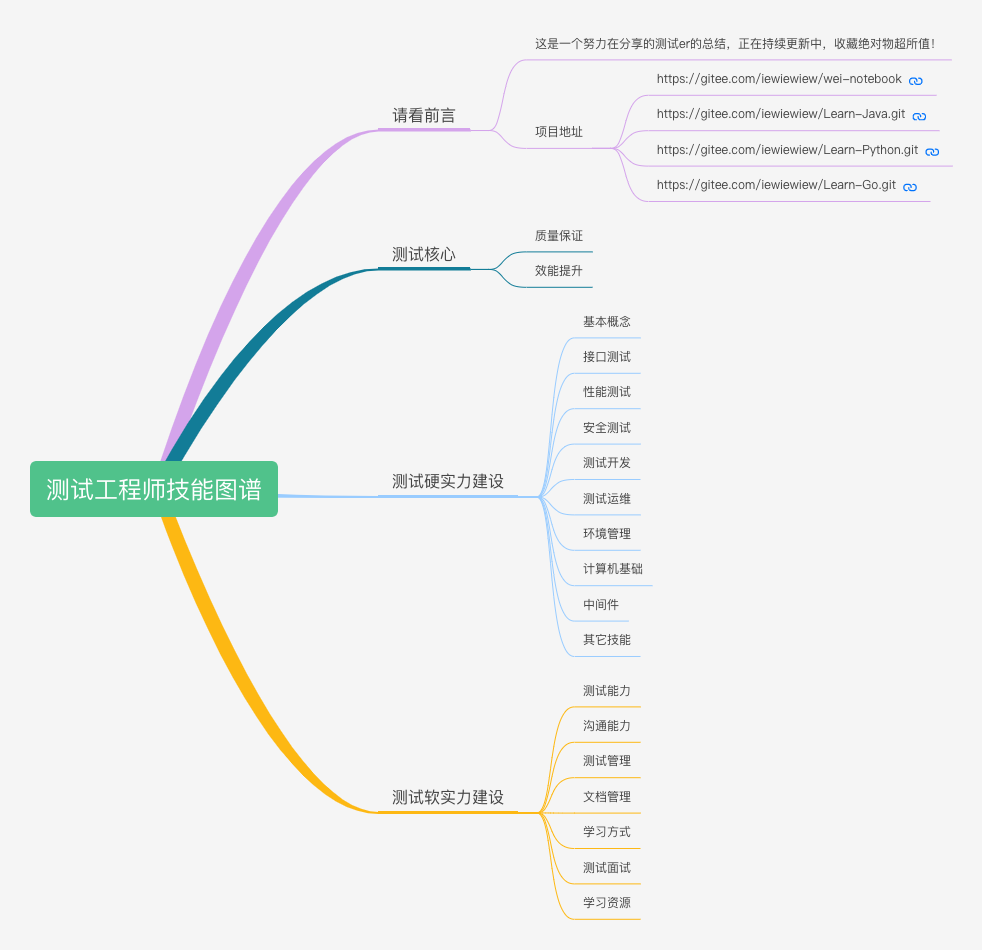 测试工程师技能图谱
请看前言
这是一个努力在分享的测试er的总结，正在持续更新中，收藏绝对物超所值！
项目地址
https://gitee.com/iewiewiew/wei-notebook
https://gitee.com/iewiewiew/Learn-Java.git
https://gitee.com/iewiewiew/Learn-Python.git
https://gitee.com/iewiewiew/Learn-Go.git
测试核心
质量保证
效能提升
测试硬实力建设
基本概念
接口测试
性能测试
安全测试
测试开发
测试运维
环境管理
计算机基础
中间件
其它技能
测试软实力建设
测试能力
沟通能力
测试管理
文档管理
学习方式
测试面试
学习资源